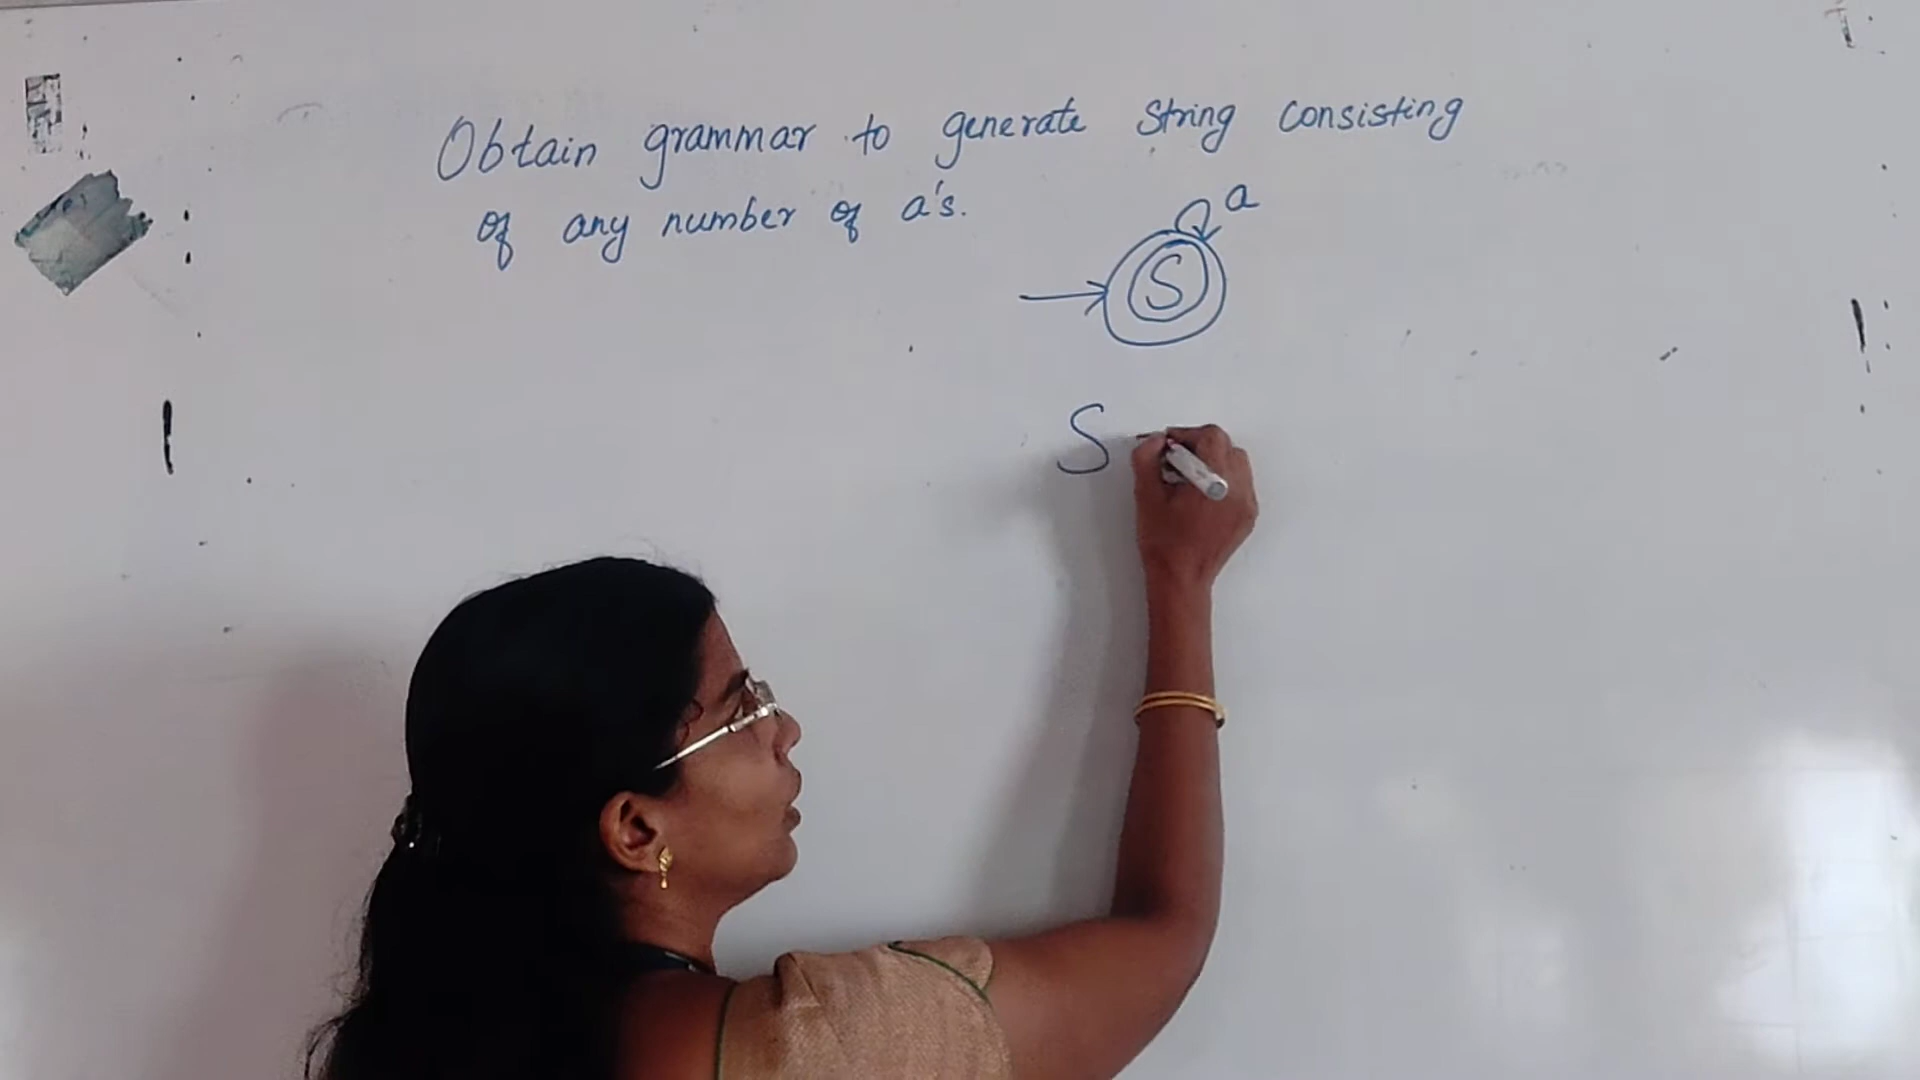 Obtain grammar to generate string consisting
of any number of a's.
a
S
S